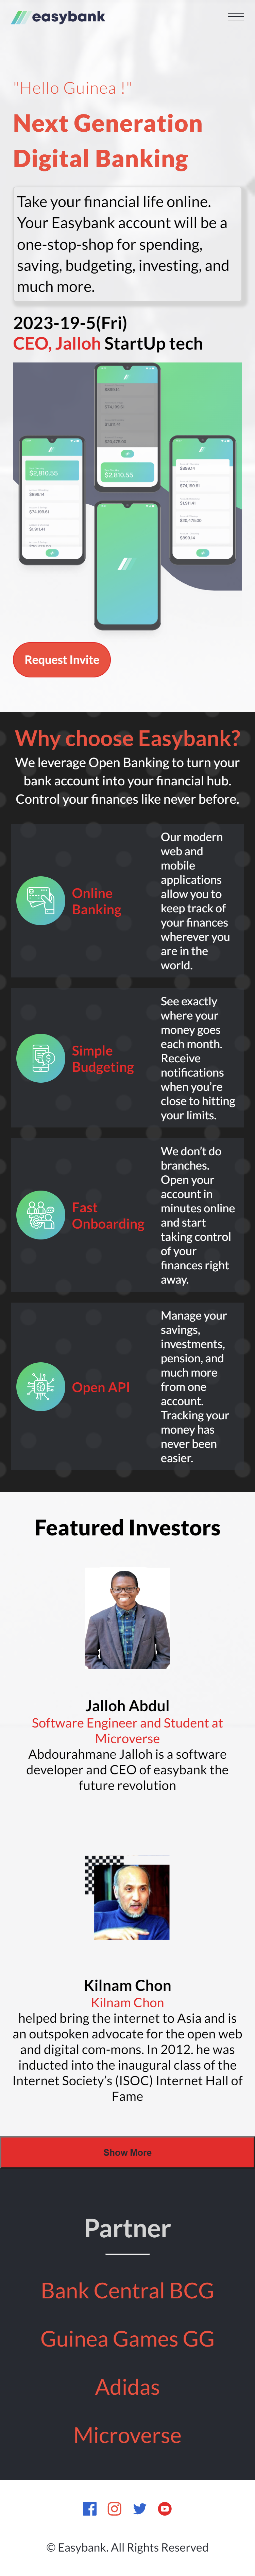 easybank
"Hello Guinea !"
Next Generation
Digital Banking
Take your financial life online.
Your Easybank account will be a
one-stop-shop for spending,
saving, budgeting, investing, and
much more.
2023-19-5(Fri)
CEO, Jalloh StartUp tech
Request Invite
Why choose Easybank?
We leverage Open Banking to turn your
bank account into your financial hub.
Control your finances like never before.
Online
Banking
Our modern
web and
mobile
applications
allow you to
keep track of
your finances
wherever you
are in the
world.
Simple
Budgeting
See exactly
where your
money goes
each month.
Receive
notifications
when you're
close to hitting
your limits.
Fast
Onboarding
We don't do
branches.
Open your
account in
minutes online
and start
taking control
of your
finances right
away.
Open API
Manage your
savings,
investments,
pension, and
much more
from one
account.
Tracking your
money has
never been
easier.
Featured Investors
Jalloh Abdul
Software Engineer and Student at
Microverse
Abdourahmane Jalloh is a software
developer and CEO of easybank the
future revolution
Kilnam Chon
Kilnam Chon
helped bring the internet to Asia and is
an outspoken advocate for the open web
and digital com-mons. In 2012. he was
inducted into the inaugural class of the
Internet Society's (ISOC) Internet Hall of
Fame
Show More
Partner
Bank Central BCG
Guinea Games GG
Adidas
Microverse
© Easybank. All Rights Reserved